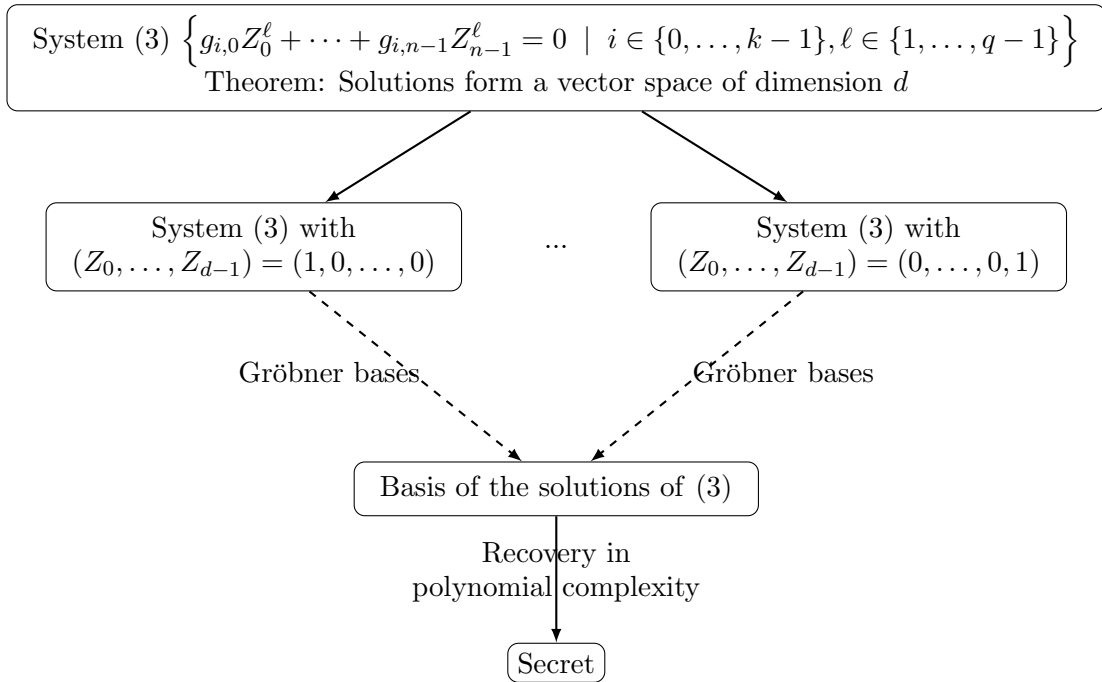 System (3) { g_{i,0}Z_0^ℓ + ⋯ + g_{i,n−1}Z_{n−1}^ℓ = 0 | i ∈ {0, …, k − 1}, ℓ ∈ {1, …, q − 1} }
Theorem: Solutions form a vector space of dimension d
System (3) with
(Z_0, …, Z_{d−1}) = (1, 0, …, 0)
...
System (3) with
(Z_0, …, Z_{d−1}) = (0, …, 0, 1)
Gröbner bases
Gröbner bases
Basis of the solutions of (3)
Recovery in
polynomial complexity
Secret